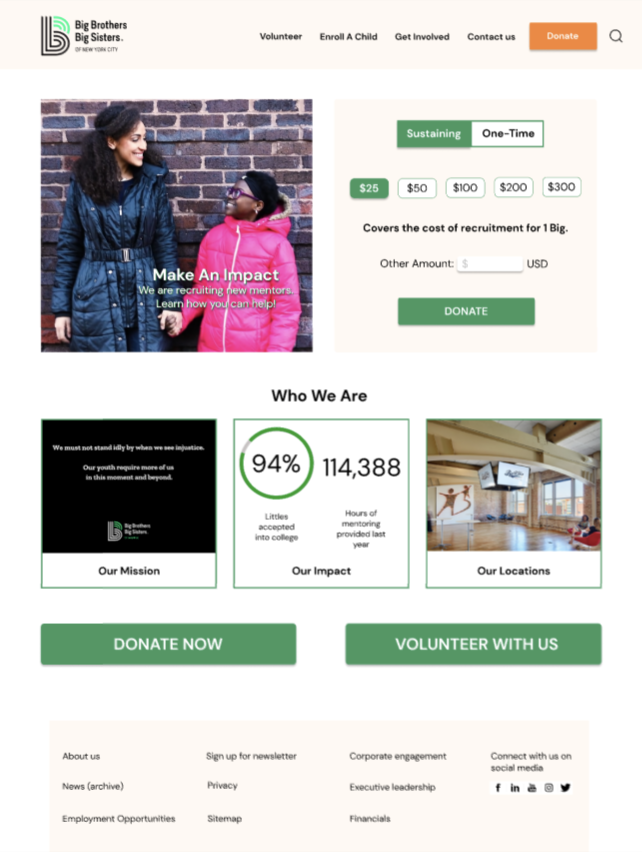 Big Brothers
Big Sisters.
OF NEW YORK CITY
Volunteer
Enroll A Child
Get Involved
Contact us
Donate
Make An Impact
We are recruiting new mentors.
Learn how you can help!
Sustaining
One-Time
$25
$50
$100
$200
$300
Covers the cost of recruitment for 1 Big.
Other Amount: $ USD
DONATE
Who We Are
We must not stand idly by when we see injustice.
Our youth require more of us
in this moment and beyond.
Big Brothers
Big Sisters.
Our Mission
94%
Littles
accepted
into college
114,388
Hours of
mentoring
provided last
year
Our Impact
Our Locations
DONATE NOW
VOLUNTEER WITH US
About us
News (archive)
Employment Opportunities
Sign up for newsletter
Privacy
Sitemap
Corporate engagement
Executive leadership
Financials
Connect with us on
social media